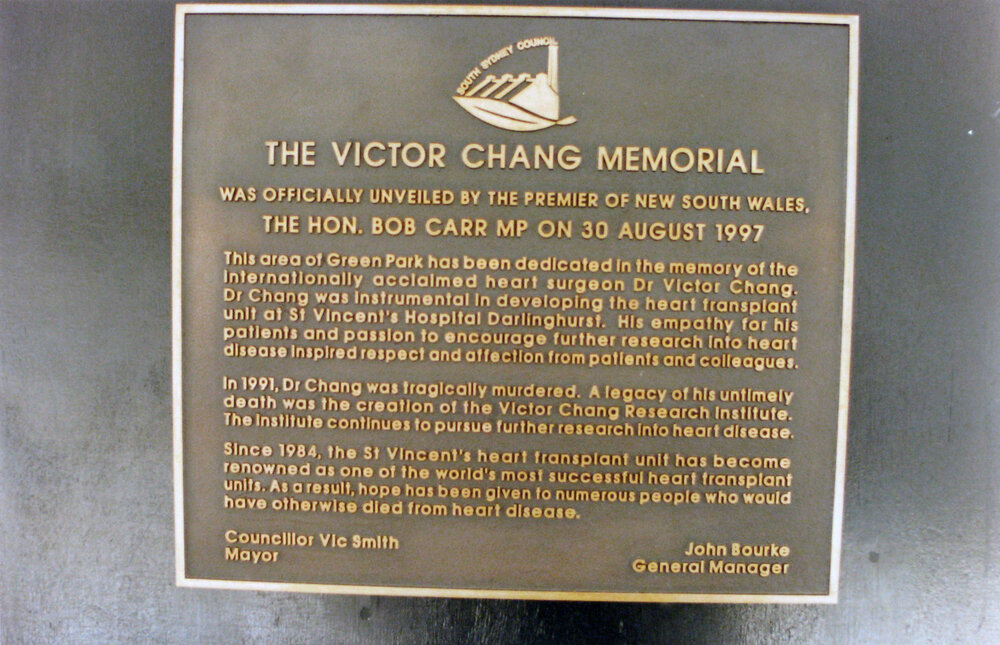 SOUTH SYDNEY COUNCIL
THE VICTOR CHANG MEMORIAL
WAS OFFICIALLY UNVEILED BY THE PREMIER OF NEW SOUTH WALES,
THE HON. BOB CARR MP ON 30 AUGUST 1997
This area of Green Park has been dedicated in the memory of the
internationally acclaimed heart surgeon Dr Victor Chang.
Dr Chang was instrumental in developing the heart transplant
unit at St Vincent's Hospital Darlinghurst. His empathy for his
patients and passion to encourage further research into heart
disease inspired respect and affection from patients and colleagues.
In 1991, Dr Chang was tragically murdered. A legacy of his untimely
death was the creation of the Victor Chang Research Institute.
The Institute continues to pursue further research into heart disease.
Since 1984, the St Vincent's heart transplant unit has become
renowned as one of the world's most successful heart transplant
units. As a result, hope has been given to numerous people who would
have otherwise died from heart disease.
Councillor Vic Smith
Mayor
John Bourke
General Manager